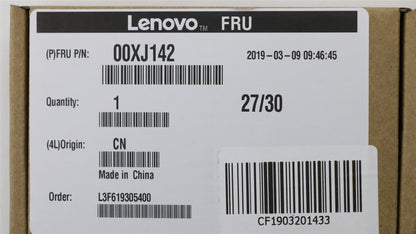 Lenovo™ FRU
(P)FRU P/N: 00XJ142 2019-03-09 09:46:45
Quantity: 1 27/30
(4L)Origin: CN
Made in China
Order: L3F619305400
CF1903201433